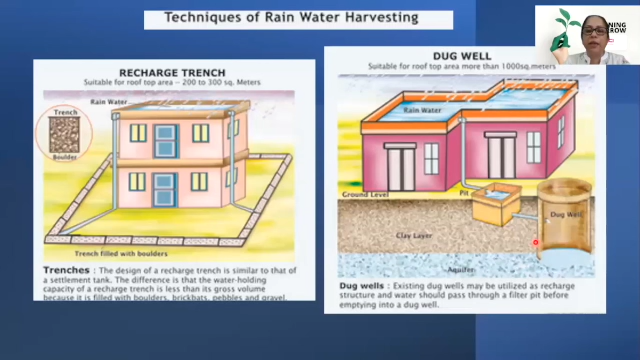 Techniques of Rain Water Harvesting
NING
ROW
RECHARGE TRENCH
Suitable for roof top area - 200 to 300 sq. Meters
Rain Water
Trench
Boulder
Trench filled with boulders
Trenches : The design of a recharge trench is similar to that of
a settlement tank. The difference is that the water-holding
capacity of a recharge trench is less than its gross volume
because it is filled with boulders, brickbats, pebbles and gravel.
DUG WELL
Suitable for roof top area more than 1000sq.meters
Rain Water
Ground Level
Pit
Dug Well
Clay Layer
Aquifer
Dug wells : Existing dug wells may be utilized as recharge
structure and water should pass through a filter pit before
emptying into a dug well.